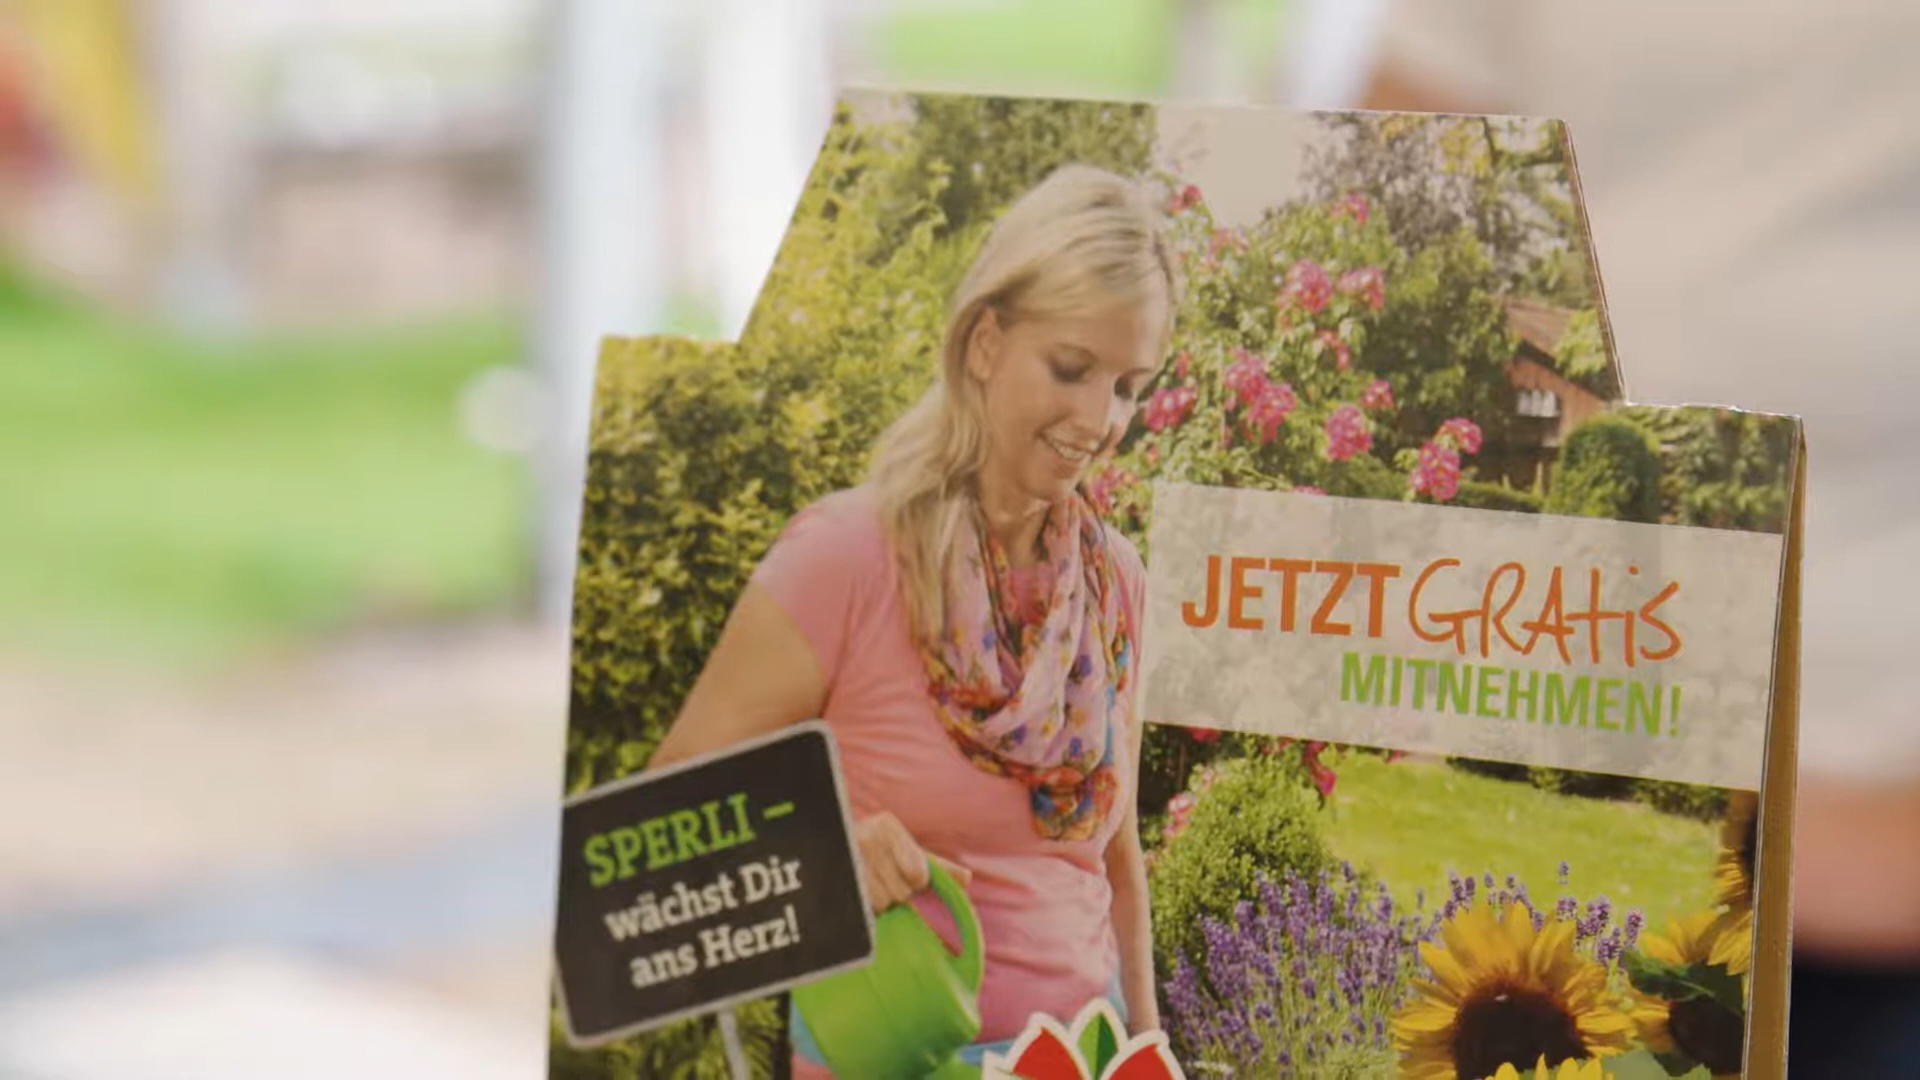 JETZT GRATIS
MITNEHMEN!
SPERLI –
wächst Dir
ans Herz!